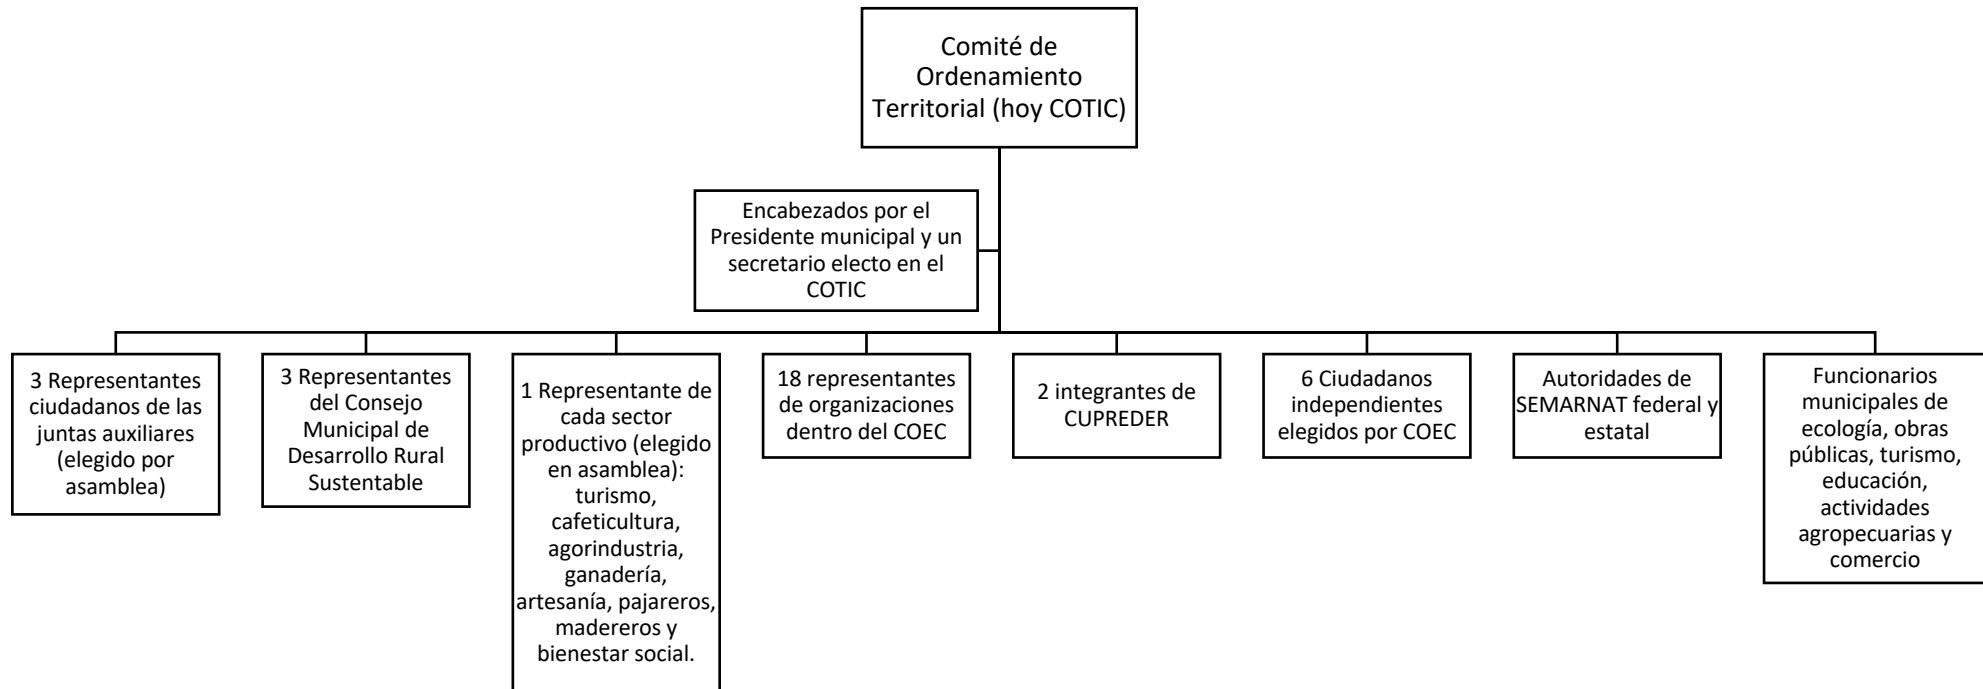 Comité de
Ordenamiento
Territorial (hoy COTIC)
Encabezados por el
Presidente municipal y un
secretario electo en el
COTIC
3 Representantes
ciudadanos de las
juntas auxiliares
(elegido por
asamblea)
3 Representantes
del Consejo
Municipal de
Desarrollo Rural
Sustentable
1 Representante de
cada sector
productivo (elegido
en asamblea):
turismo,
cafeticultura,
agorindustria,
ganadería,
artesanía, pajareros,
madereros y
bienestar social.
18 representantes
de organizaciones
dentro del COEC
2 integrantes de
CUPREDER
6 Ciudadanos
independientes
elegidos por COEC
Autoridades de
SEMARNAT federal y
estatal
Funcionarios
municipales de
ecología, obras
públicas, turismo,
educación,
actividades
agropecuarias y
comercio